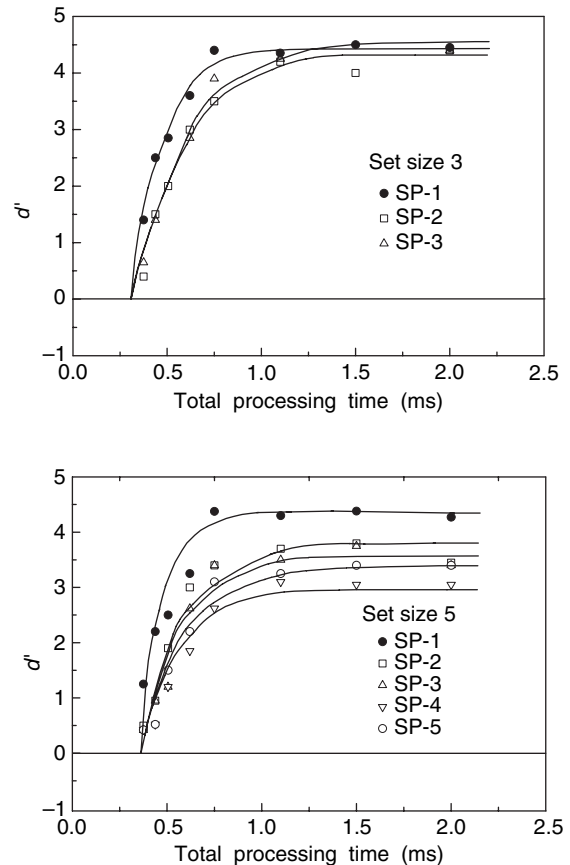 5
4
3
2
1
0
–1
d'
Set size 3
SP-1
SP-2
SP-3
0.0 0.5 1.0 1.5 2.0 2.5
Total processing time (ms)
5
4
3
2
1
0
–1
d'
Set size 5
SP-1
SP-2
SP-3
SP-4
SP-5
0.0 0.5 1.0 1.5 2.0 2.5
Total processing time (ms)